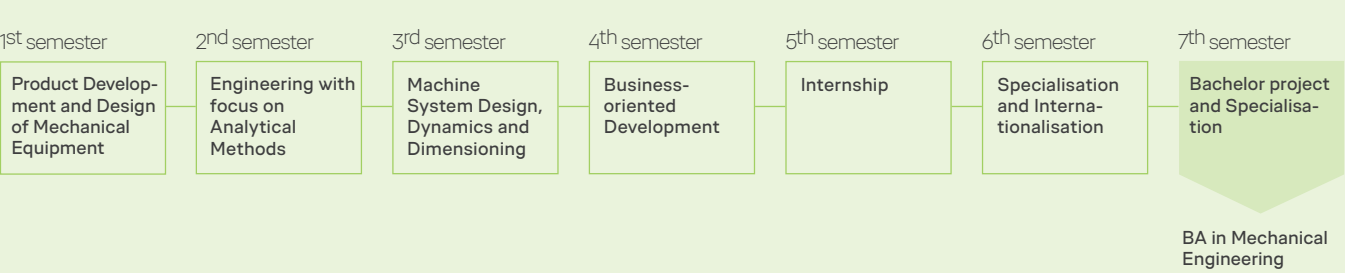 1st semester
Product Develop-
ment and Design
of Mechanical
Equipment
2nd semester
Engineering with
focus on
Analytical
Methods
3rd semester
Machine
System Design,
Dynamics and
Dimensioning
4th semester
Business-
oriented
Development
5th semester
Internship
6th semester
Specialisation
and Interna-
tionalisation
7th semester
Bachelor project
and Specialisa-
tion
BA in Mechanical
Engineering